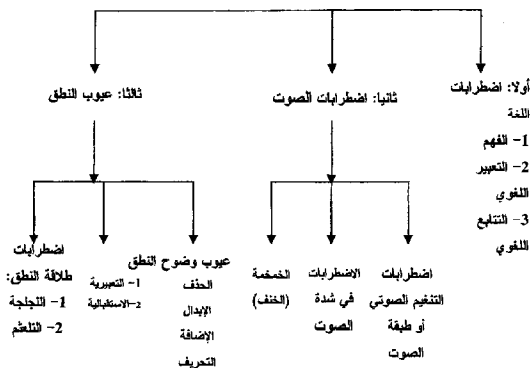 أولا: اضطرابات
اللغة
1- الفهم
2- التعبير
اللغوي
3- التتابع
اللغوي
ثانيا: اضطرابات الصوت
ثالثا: عيوب النطق
اضطرابات
التنغيم الصوتي
أو طبقة
الصوت
الاضطرابات
في شدة
الصوت
الخمخمة
(الخنف)
عيوب وضوح النطق
الحذف
الإبدال
الإضافة
التحريف
1- التعبيرية
2-الاستقبالية
اضطرابات
طلاقة النطق:
1- اللجلجة
2- التلعثم